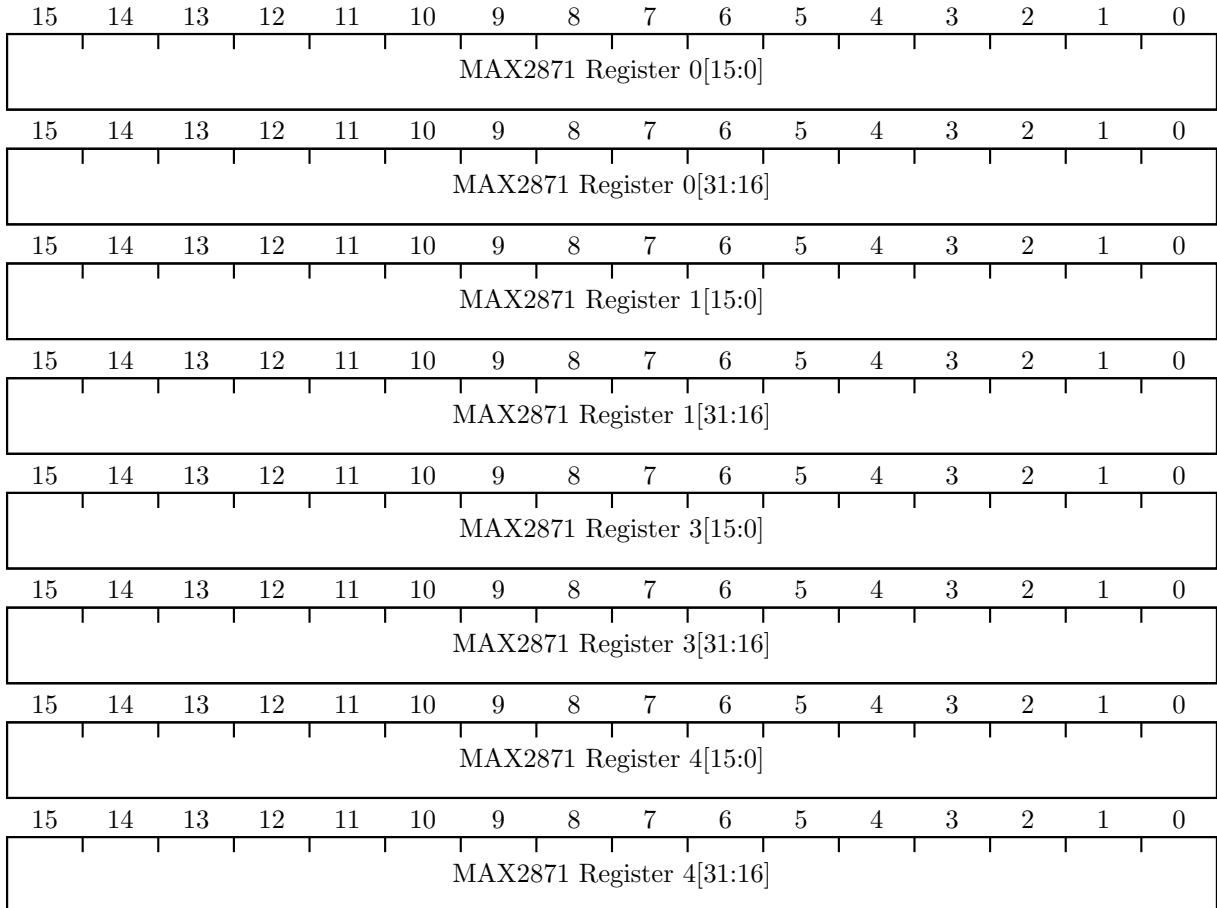 15 14 13 12 11 10 9 8 7 6 5 4 3 2 1 0
MAX2871 Register 0[15:0]
15 14 13 12 11 10 9 8 7 6 5 4 3 2 1 0
MAX2871 Register 0[31:16]
15 14 13 12 11 10 9 8 7 6 5 4 3 2 1 0
MAX2871 Register 1[15:0]
15 14 13 12 11 10 9 8 7 6 5 4 3 2 1 0
MAX2871 Register 1[31:16]
15 14 13 12 11 10 9 8 7 6 5 4 3 2 1 0
MAX2871 Register 3[15:0]
15 14 13 12 11 10 9 8 7 6 5 4 3 2 1 0
MAX2871 Register 3[31:16]
15 14 13 12 11 10 9 8 7 6 5 4 3 2 1 0
MAX2871 Register 4[15:0]
15 14 13 12 11 10 9 8 7 6 5 4 3 2 1 0
MAX2871 Register 4[31:16]